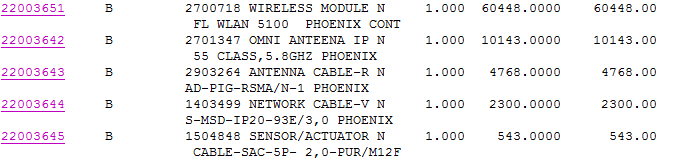 22003651 B 2700718 WIRELESS MODULE N 1.000 60448.0000 60448.00
FL WLAN 5100 PHOENIX CONT
22003642 B 2701347 OMNI ANTEENA IP N 1.000 10143.0000 10143.00
55 CLASS,5.8GHZ PHOENIX
22003643 B 2903264 ANTENNA CABLE-R N 1.000 4768.0000 4768.00
AD-PIG-RSMA/N-1 PHOENIX
22003644 B 1403499 NETWORK CABLE-V N 1.000 2300.0000 2300.00
S-MSD-IP20-93E/3,0 PHOENIX
22003645 B 1504848 SENSOR/ACTUATOR N 1.000 543.0000 543.00
CABLE-SAC-5P- 2,0-PUR/M12F